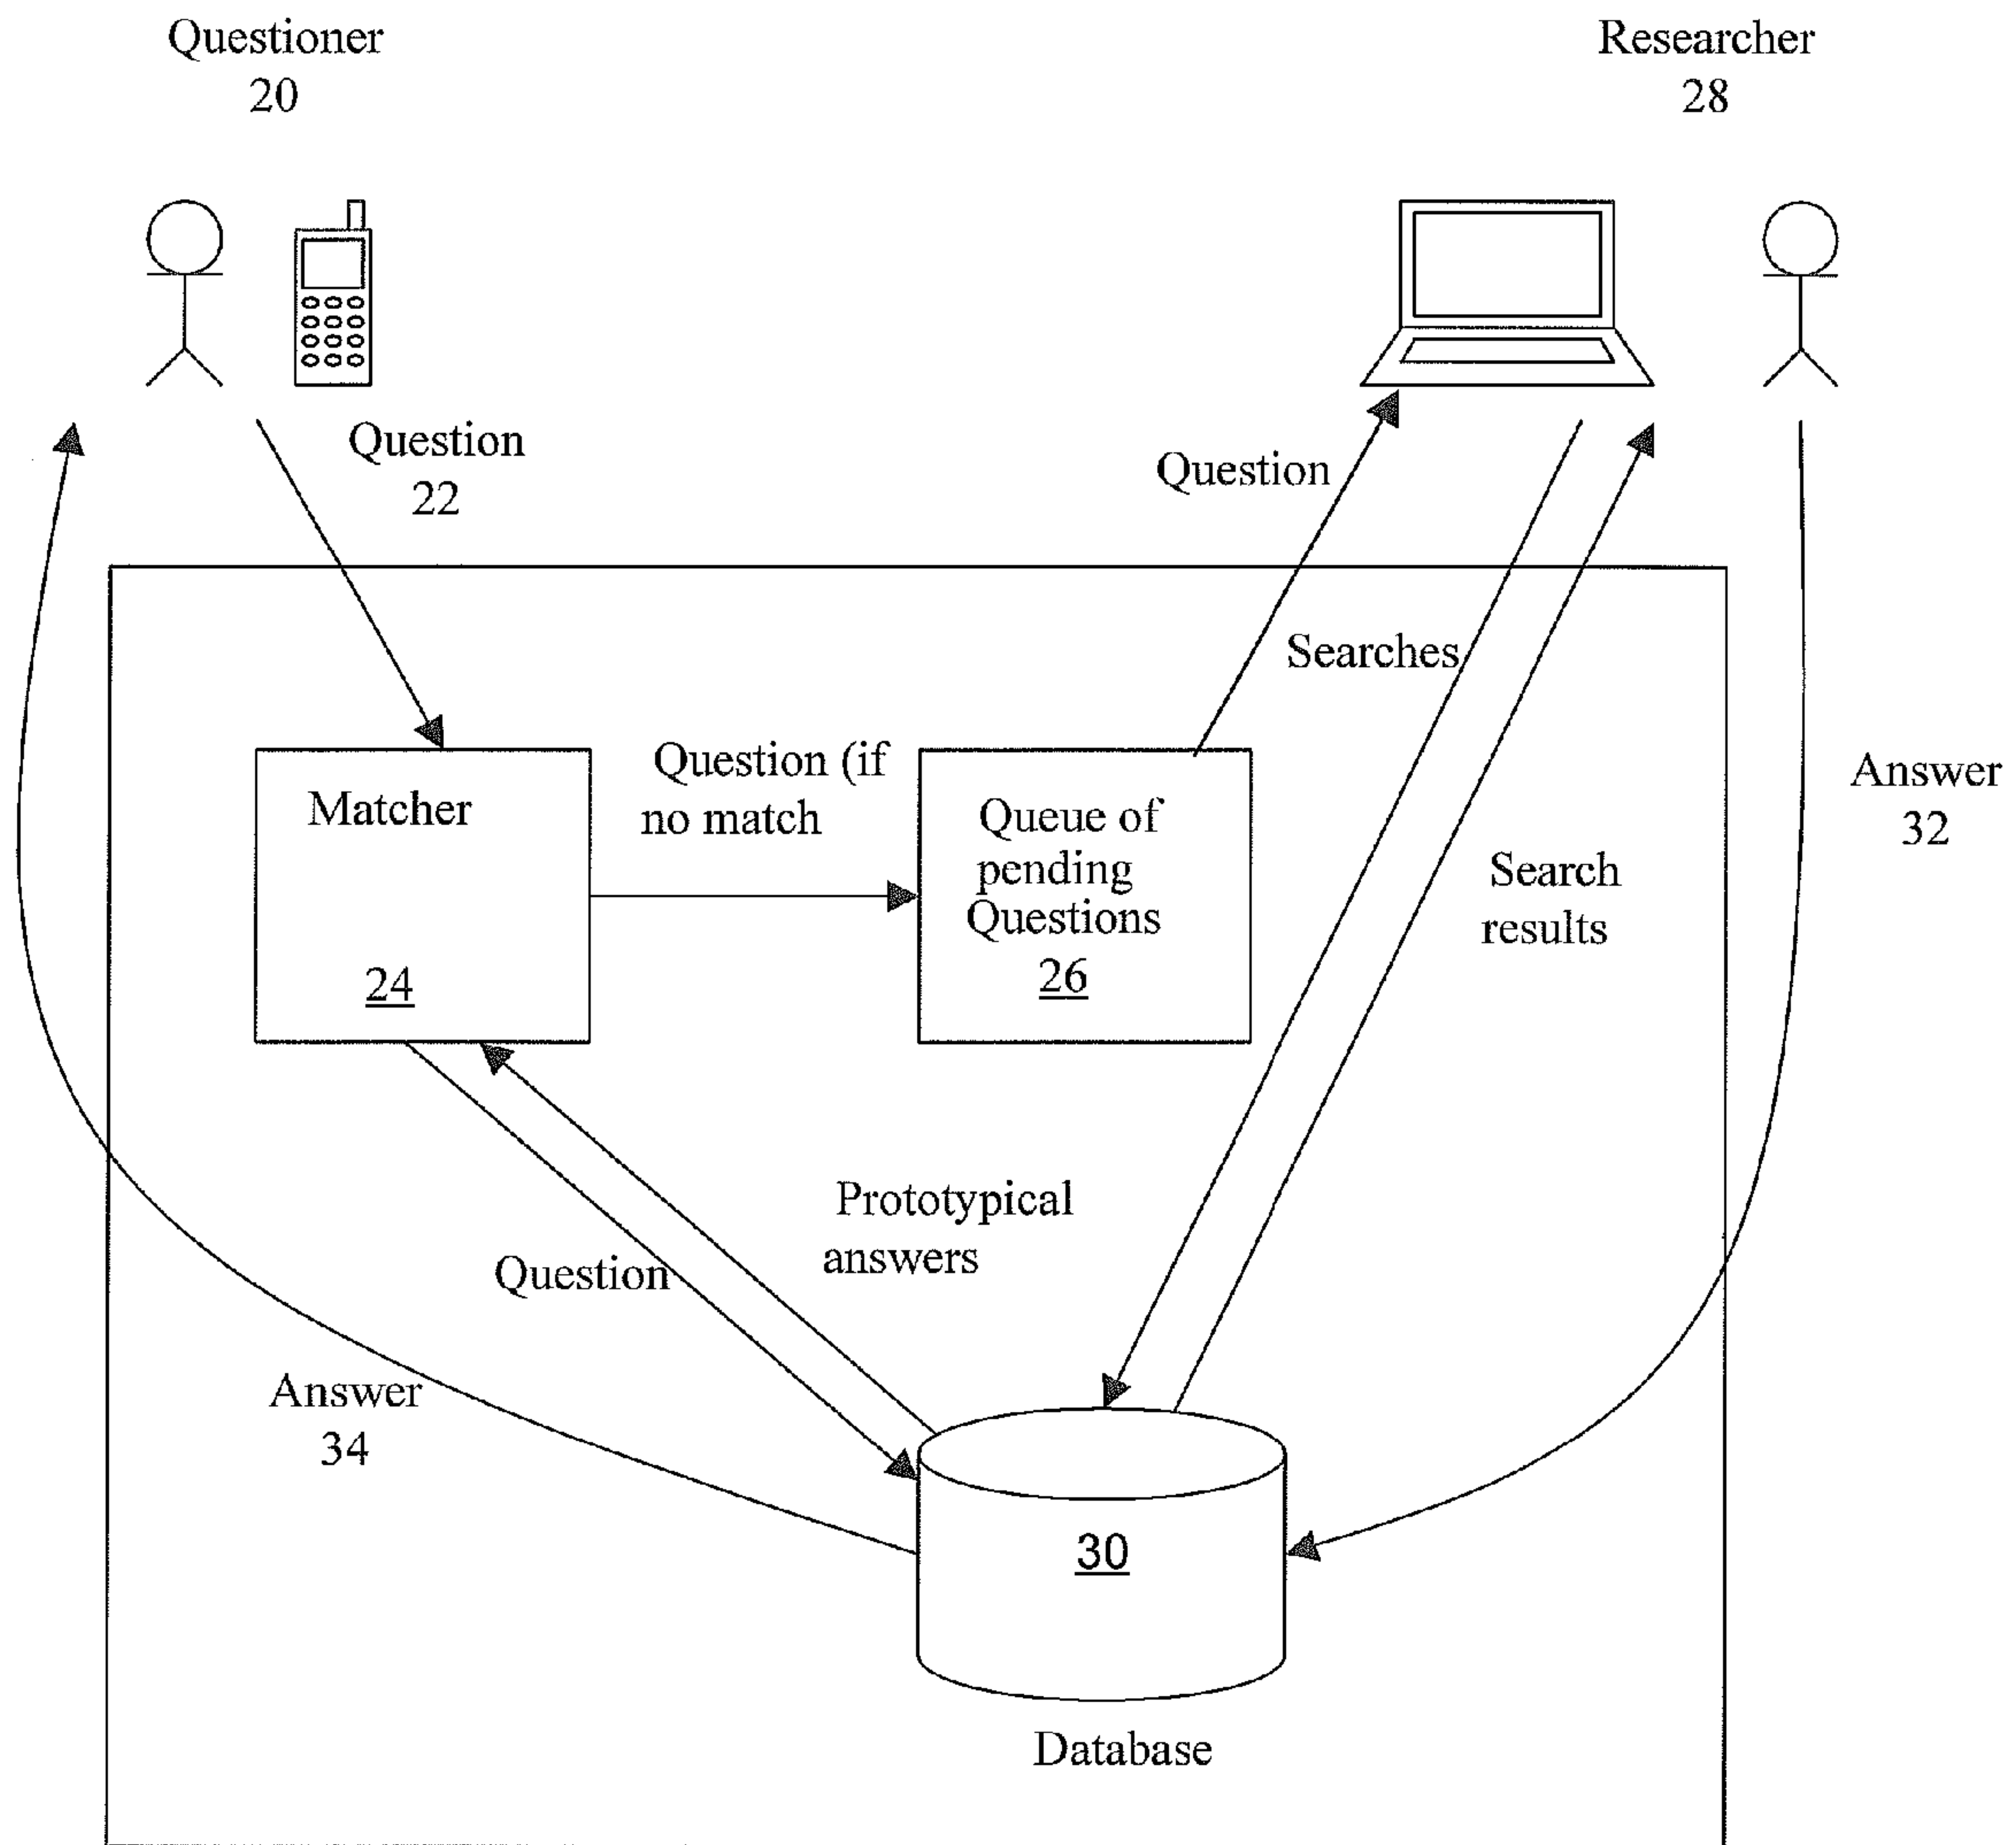 Questioner
20
Researcher
28
Question
22
Question
Searches
Question (if
no match
Matcher
24
Queue of
pending
Questions
26
Answer
32
Search
results
Prototypical
answers
Question
Answer
34
30
Database